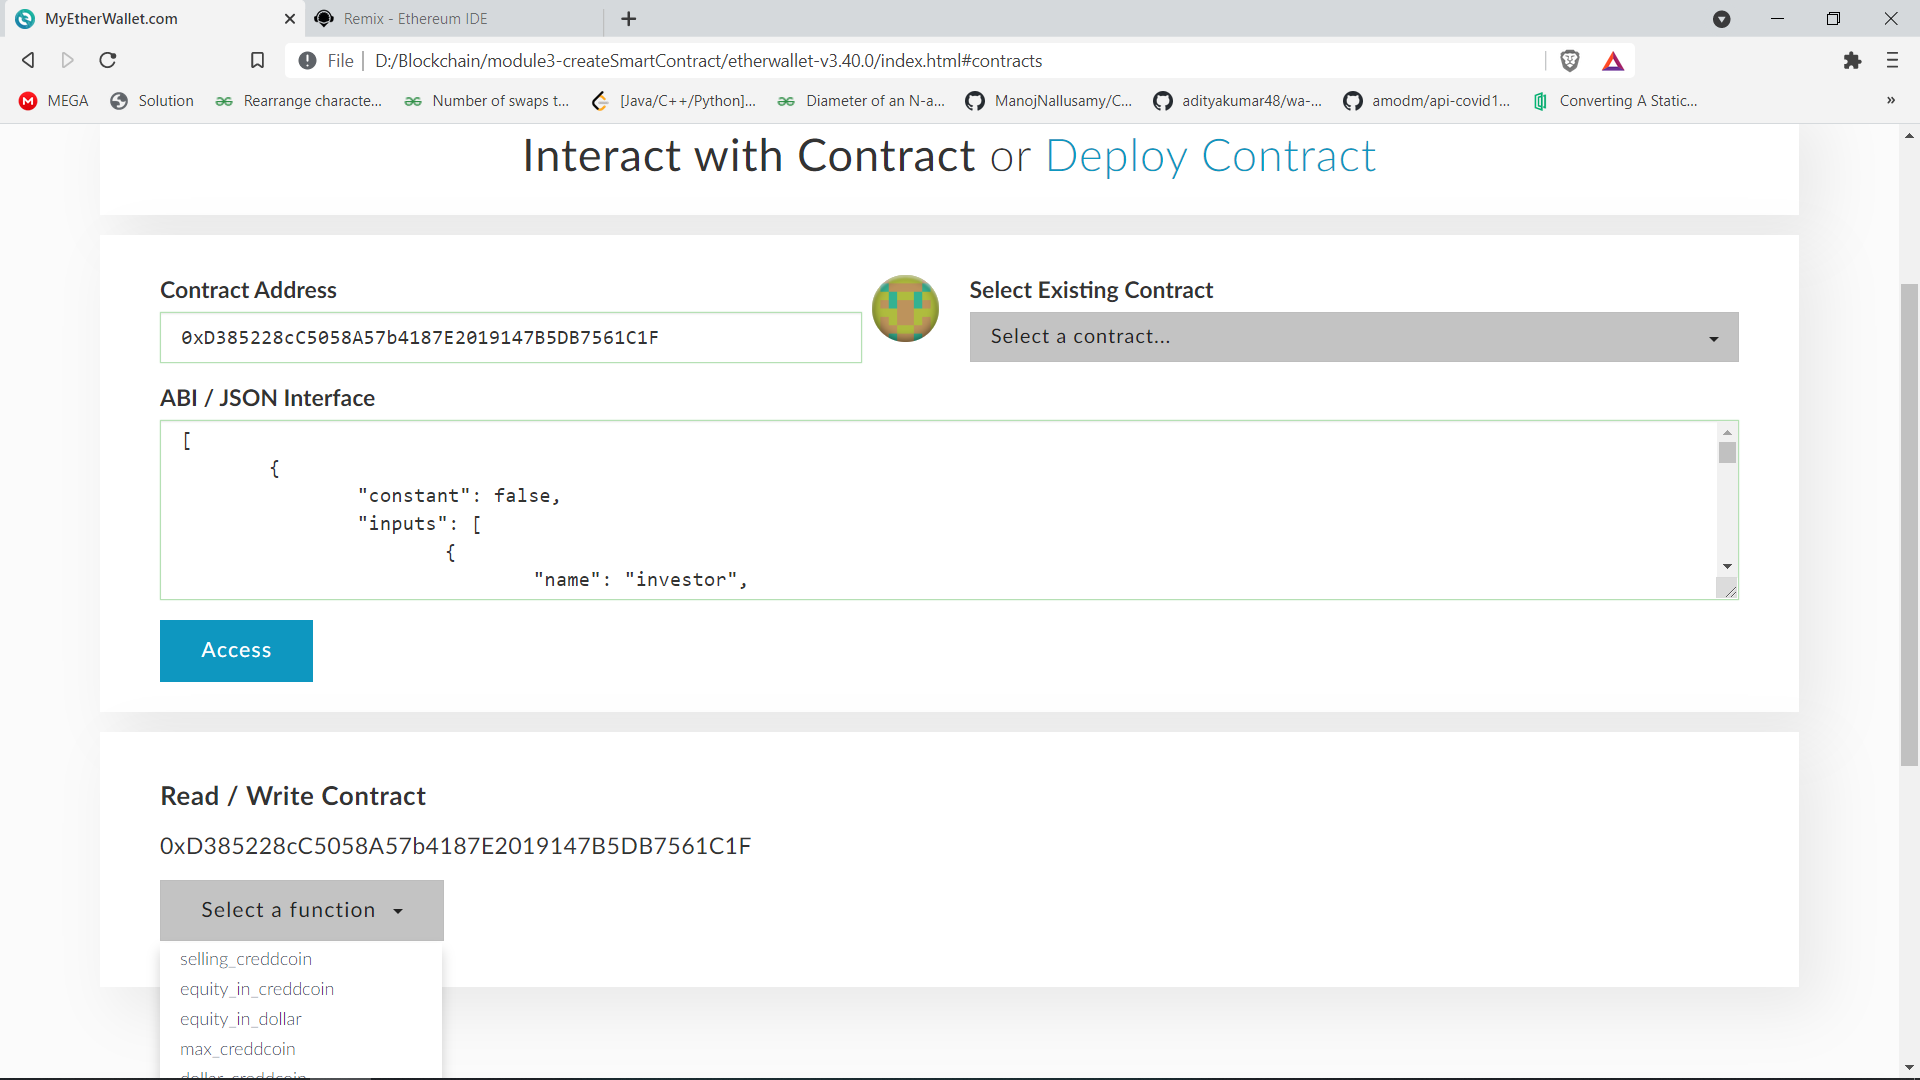 MyEtherWallet.com
Remix - Ethereum IDE
File | D:/Blockchain/module3-createSmartContract/etherwallet-v3.40.0/index.html#contracts
MEGA Solution Rearrange characte... Number of swaps t... [Java/C++/Python]... Diameter of an N-a... ManojNallusamy/C... adityakumar48/wa-... amodm/api-covid1... Converting A Static... »
Interact with Contract or Deploy Contract
Contract Address
0xD385228cC5058A57b4187E2019147B5DB7561C1F
Select Existing Contract
Select a contract...
ABI / JSON Interface
[
{
"constant": false,
"inputs": [
{
"name": "investor",
Access
Read / Write Contract
0xD385228cC5058A57b4187E2019147B5DB7561C1F
Select a function
selling_creddcoin
equity_in_creddcoin
equity_in_dollar
max_creddcoin
dollar_creddcoin